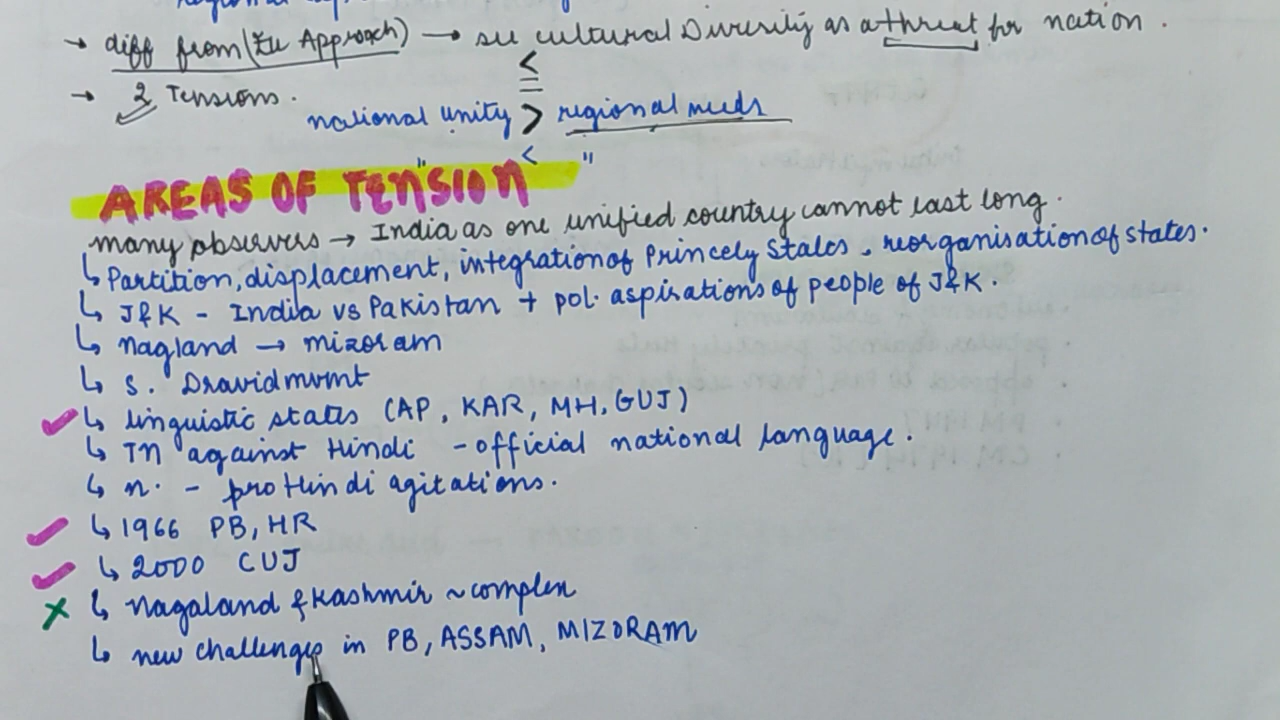 → diff from (EU Approach) → see cultural Diversity as a threat for nation .
→ 2 Tensions .
<
national unity > regional needs
" < "
AREAS OF TENSION
many observers → India as one unified country cannot last long .
↳ Partition, displacement, integration of Princely States, reorganisation of states .
↳ J&K - India vs Pakistan + pol. aspirations of people of J&K .
↳ Nagland → mizoram
↳ S. Dravid mvmt
✓ ↳ linguistic states (AP, KAR, MH, GUJ)
↳ TN against Hindi - official national language .
↳ n. - pro Hindi agitations .
✓ ↳ 1966 PB, HR
✓ ↳ 2000 CUJ
✗ ↳ Nagaland & Kashmir ~ complex
↳ new challenges in PB, ASSAM, MIZORAM